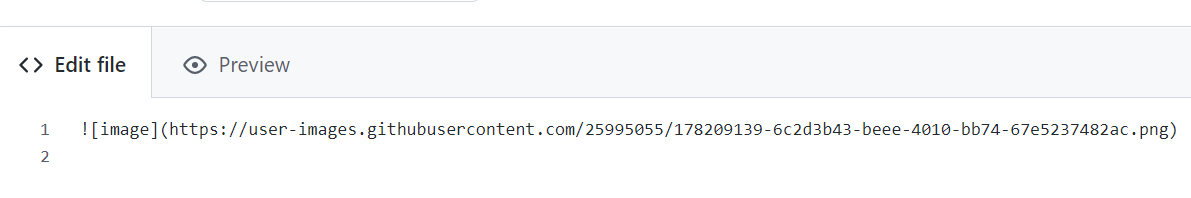 Edit file
Preview
1 ![image](https://user-images.githubusercontent.com/25995055/178209139-6c2d3b43-beee-4010-bb74-67e5237482ac.png)
2